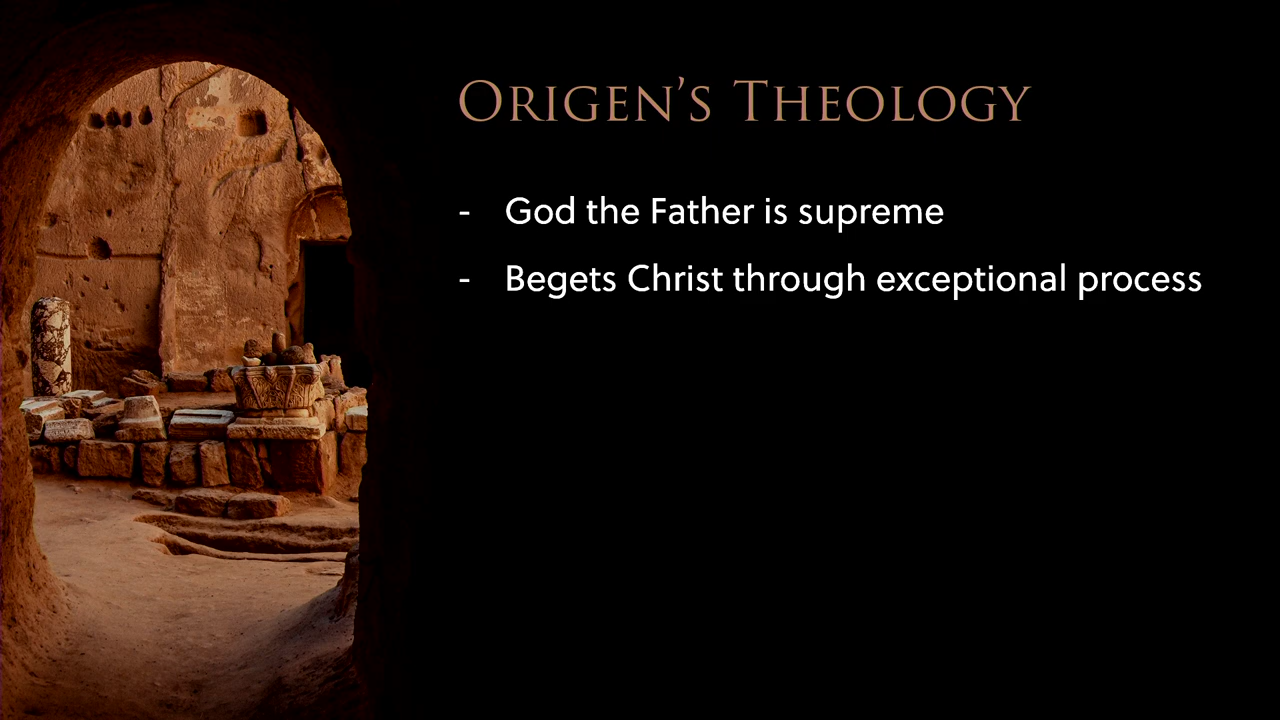 Origen’s Theology
- God the Father is supreme
- Begets Christ through exceptional process